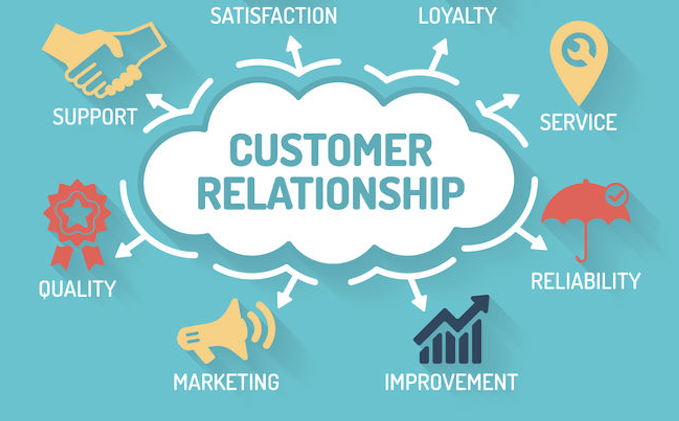 SATISFACTION
LOYALTY
SUPPORT
SERVICE
CUSTOMER
RELATIONSHIP
QUALITY
RELIABILITY
MARKETING
IMPROVEMENT